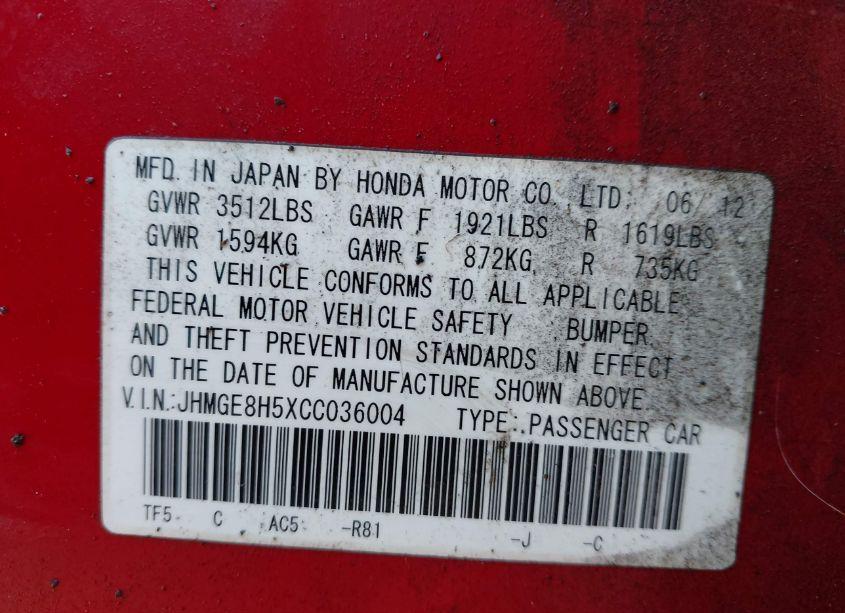 MFD. IN JAPAN BY HONDA MOTOR CO. LTD. 06/ 12
GVWR 3512LBS GAWR F 1921LBS R 1619LBS
GVWR 1594KG GAWR F 872KG R 735KG
THIS VEHICLE CONFORMS TO ALL APPLICABLE
FEDERAL MOTOR VEHICLE SAFETY BUMPER
AND THEFT PREVENTION STANDARDS IN EFFECT
ON THE DATE OF MANUFACTURE SHOWN ABOVE
V.I.N.:JHMGE8H5XCC036004 TYPE:PASSENGER CAR
TF5 C AC5 -R81 -J -C